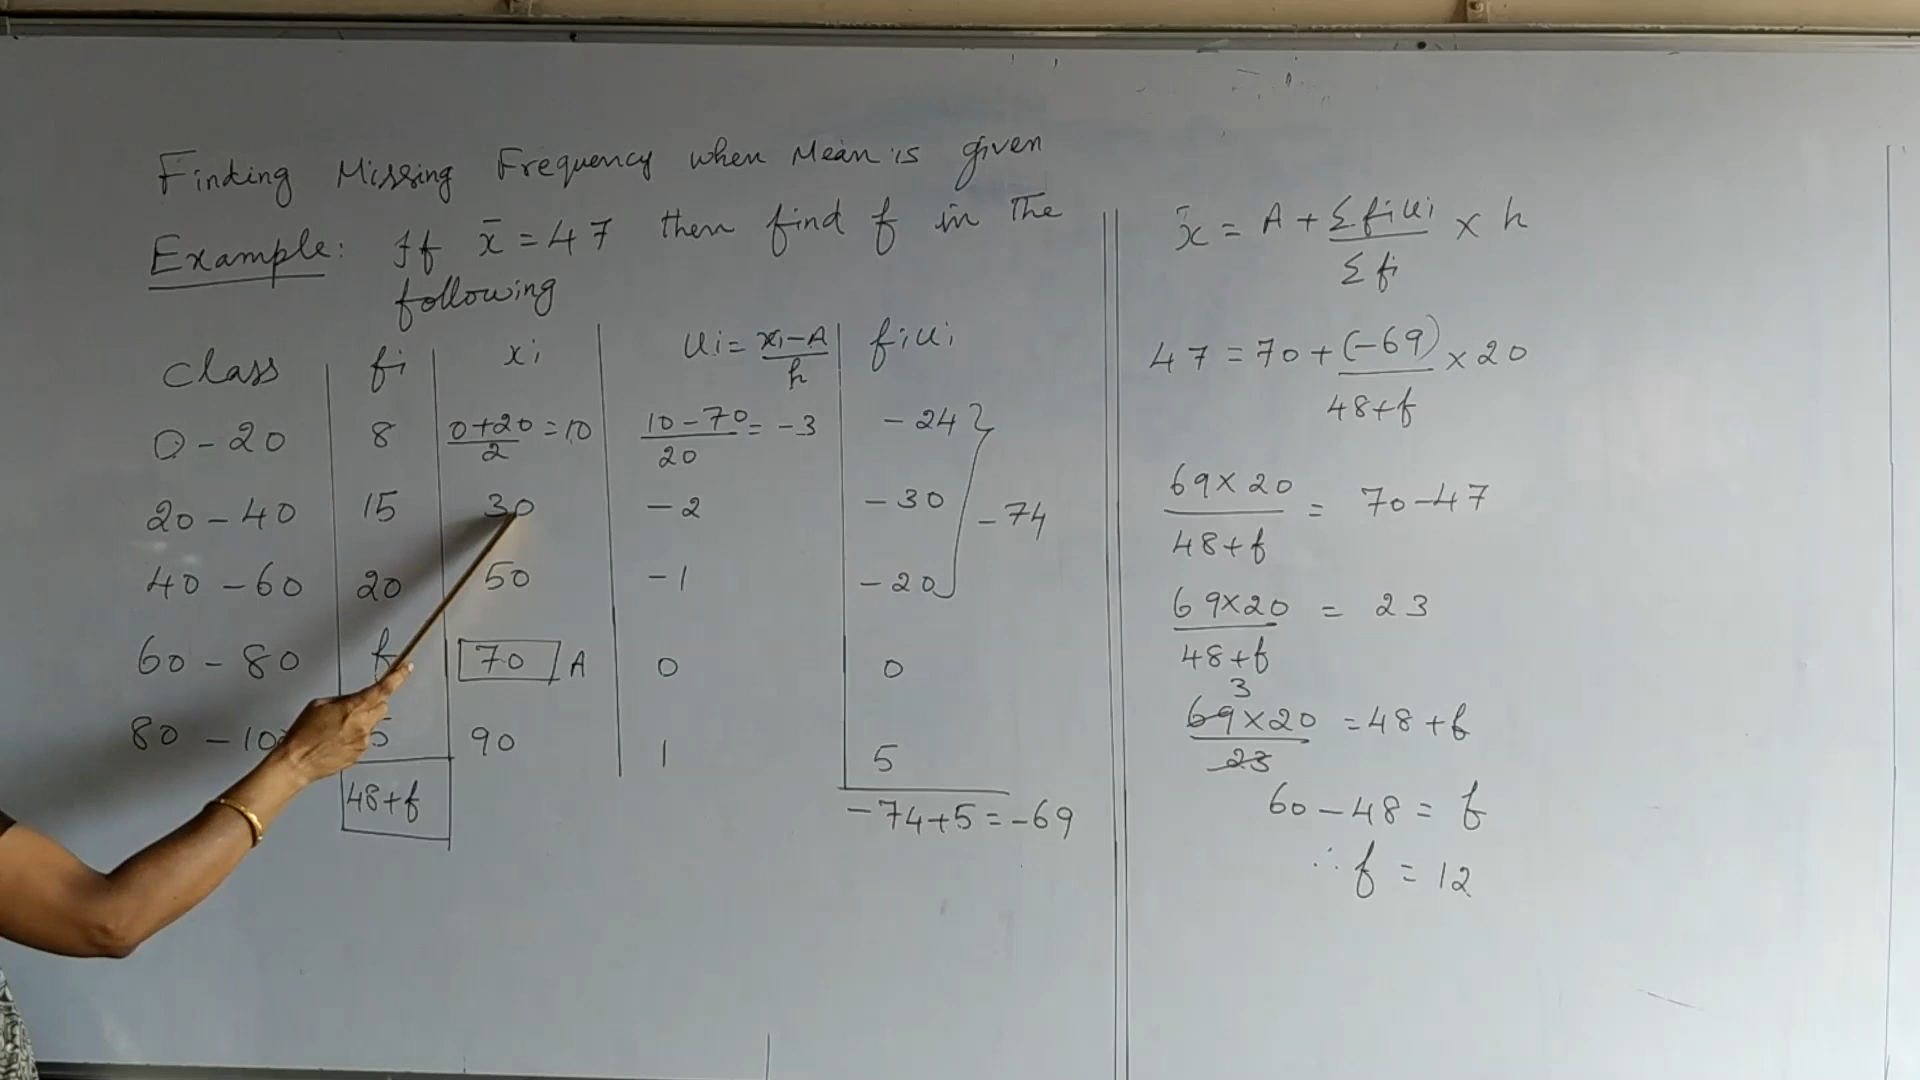 Finding Missing Frequency when Mean is given
Example: If x̄ = 47 then find f in the
following
class | fi | xi | ui = (xi - A)/h | fiui
0 - 20 | 8 | (0+20)/2 = 10 | (10-70)/20 = -3 | -24
20 - 40 | 15 | 30 | -2 | -30 | -74
40 - 60 | 20 | 50 | -1 | -20
60 - 80 | f | 70 A | 0 | 0
80 - 10 | 5 | 90 | 1 | 5
48+f | -74+5 = -69
x̄ = A + Σfiui/Σfi × h
47 = 70 + (-69)/(48+f) × 20
(69×20)/(48+f) = 70-47
(69×20)/(48+f) = 23
3
(69×20)/23 = 48+f
60 - 48 = f
∴ f = 12